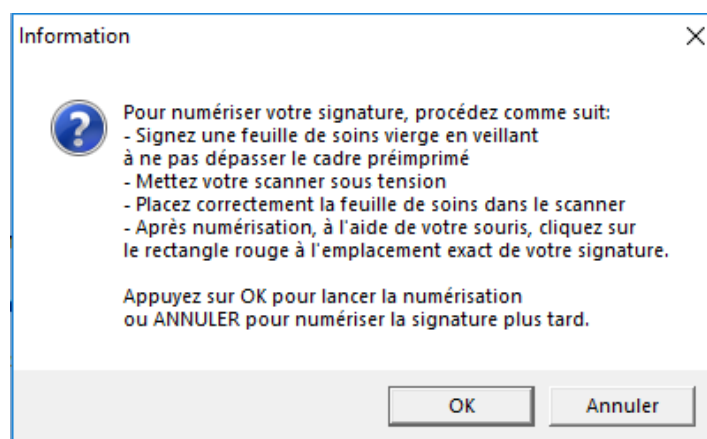 Information
Pour numériser votre signature, procédez comme suit:
- Signez une feuille de soins vierge en veillant
à ne pas dépasser le cadre préimprimé
- Mettez votre scanner sous tension
- Placez correctement la feuille de soins dans le scanner
- Après numérisation, à l'aide de votre souris, cliquez sur
le rectangle rouge à l'emplacement exact de votre signature.
Appuyez sur OK pour lancer la numérisation
ou ANNULER pour numériser la signature plus tard.
OK
Annuler